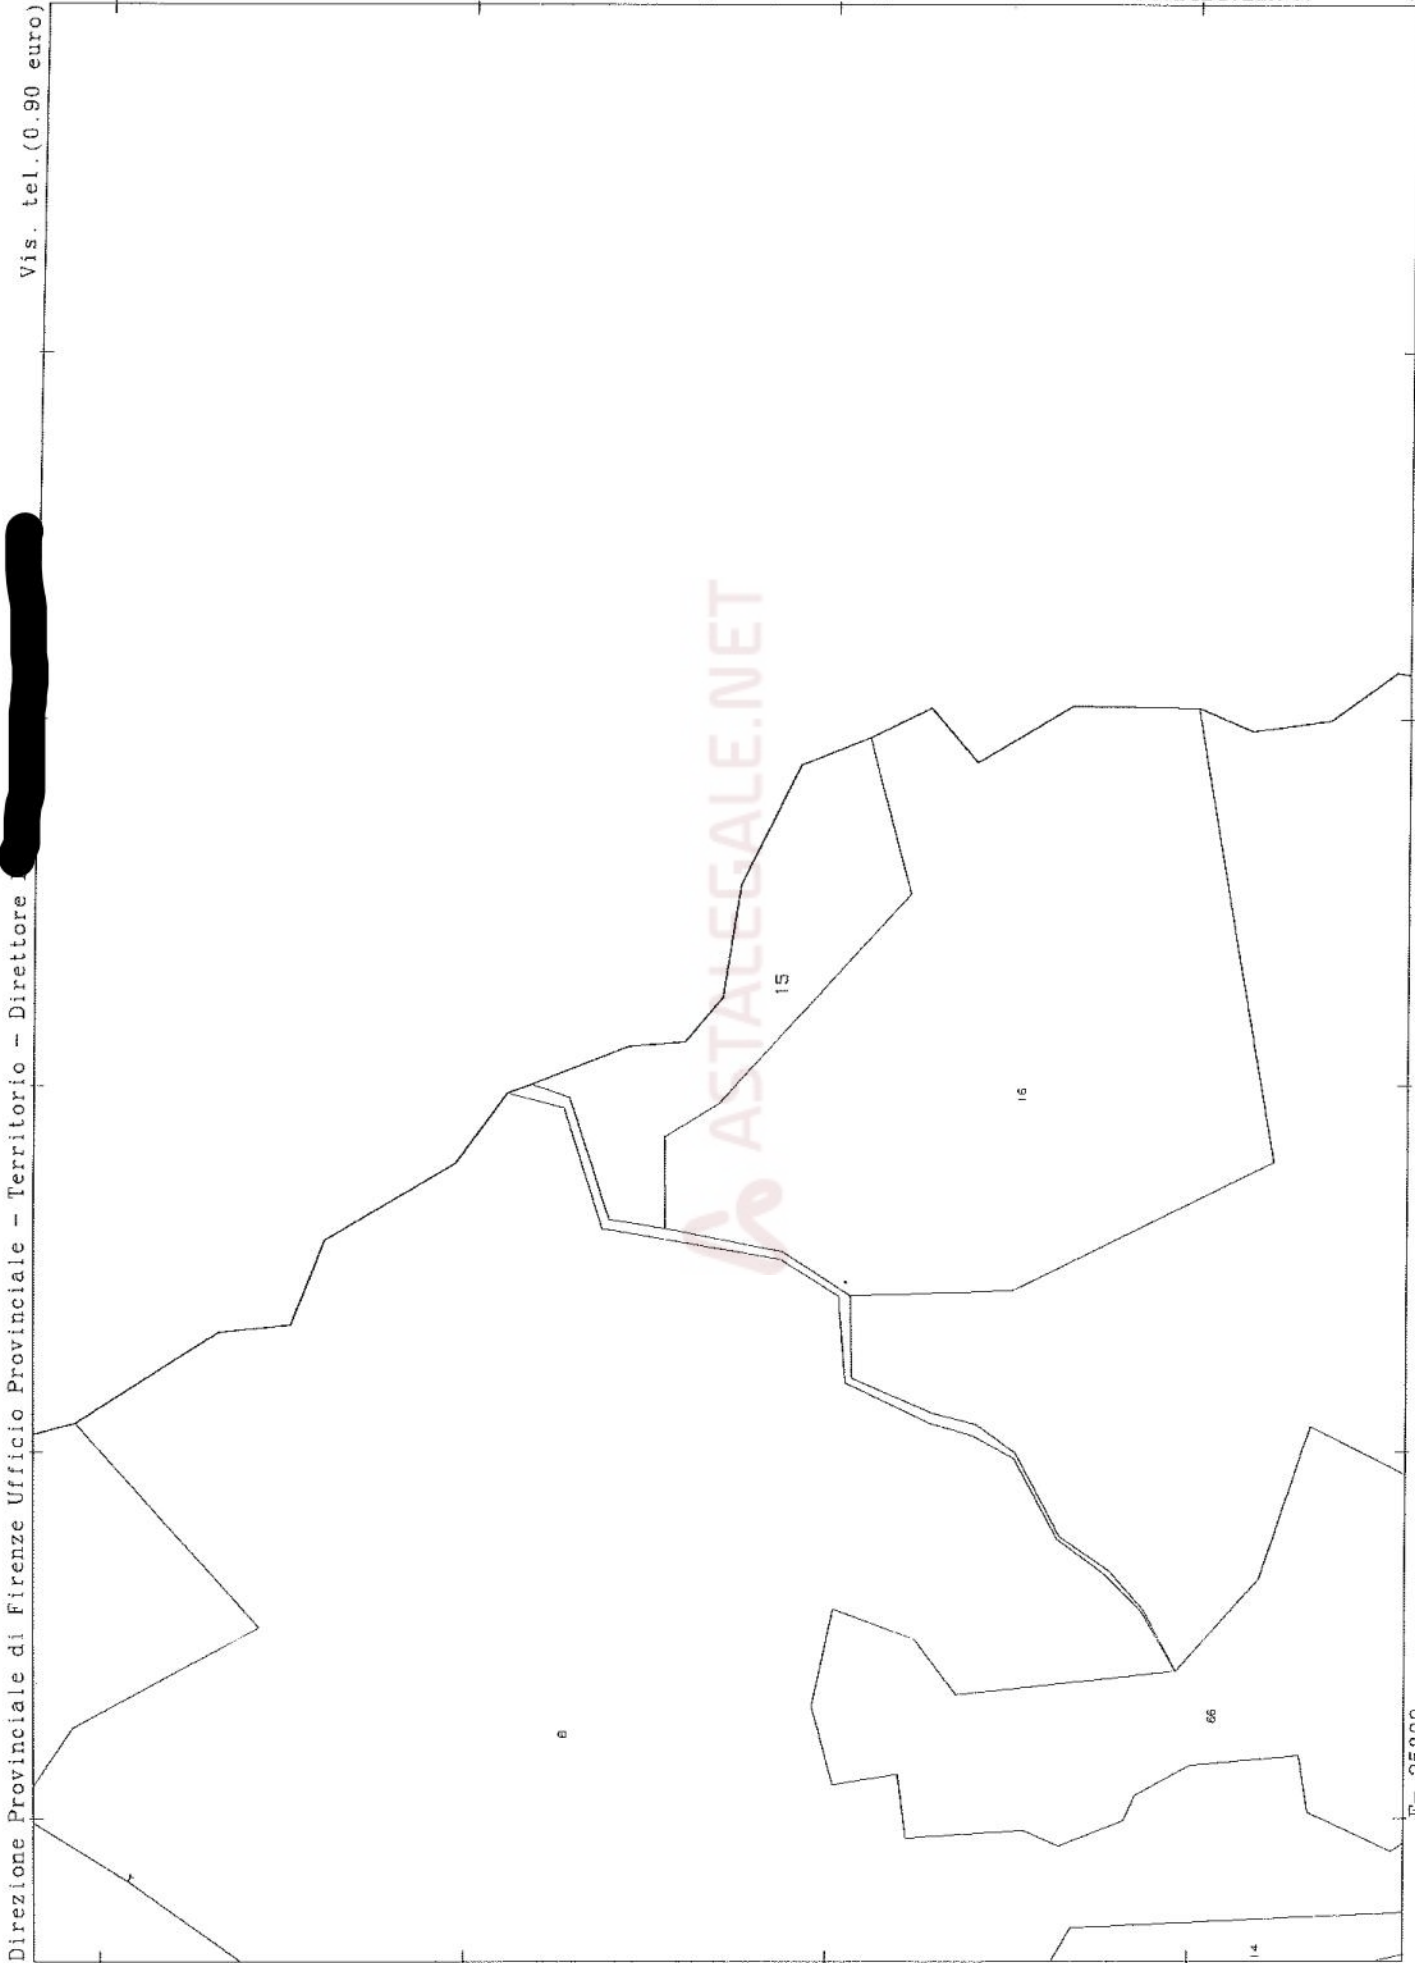 Direzione Provinciale di Firenze Ufficio Provinciale - Territorio - Direttore
Vis. tel.(0.90 euro)
ASTALEGALE.NET
15
16
6
66
14